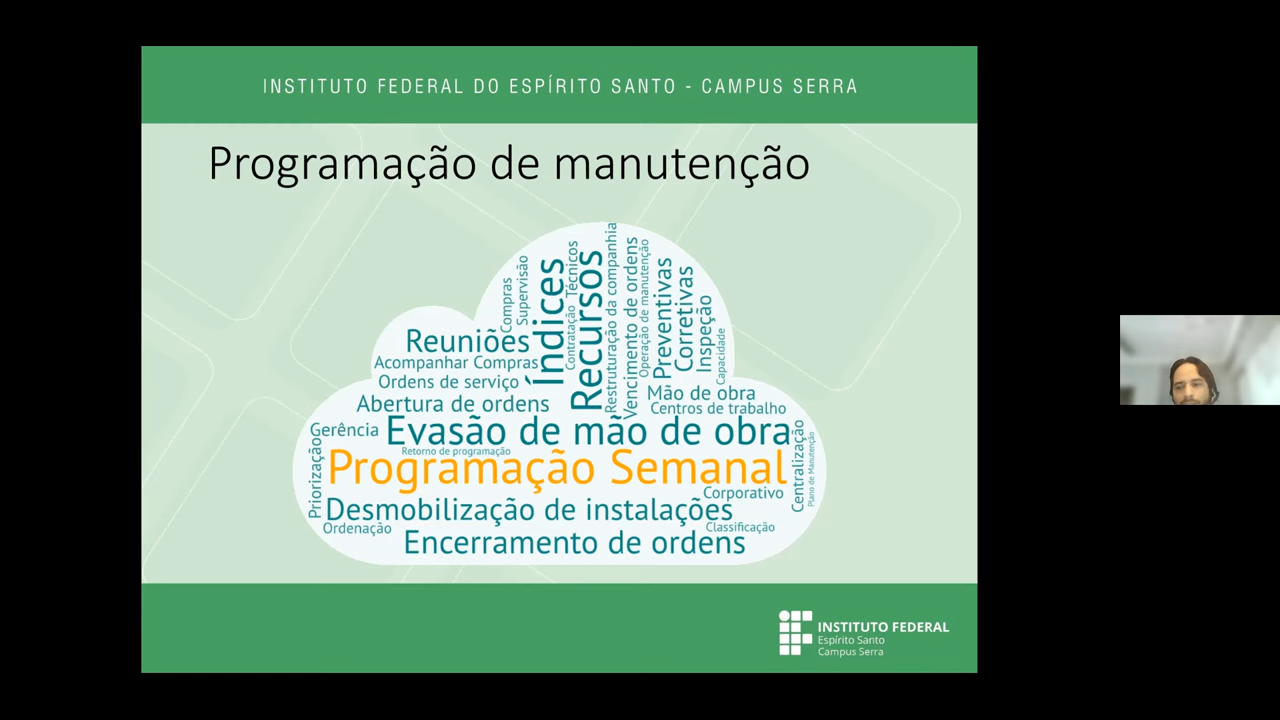 INSTITUTO FEDERAL DO ESPÍRITO SANTO - CAMPUS SERRA
Programação de manutenção
Compras
Supervisão
Índices
Contratação
Técnicos
Recursos
Restruturação da companhia
Vencimento de ordens
Operação de manutenção
Preventivas
Corretivas
Inspeção
Capacidade
Reuniões
Acompanhar Compras
Ordens de serviço
Abertura de ordens
Mão de obra
Centros de trabalho
Gerência
Evasão de mão de obra
Retorno de programação
Priorização
Programação Semanal
Centralização
Plano de Manutenção
Corporativo
Desmobilização de instalações
Ordenação
Classificação
Encerramento de ordens
INSTITUTO FEDERAL
Espírito Santo
Campus Serra